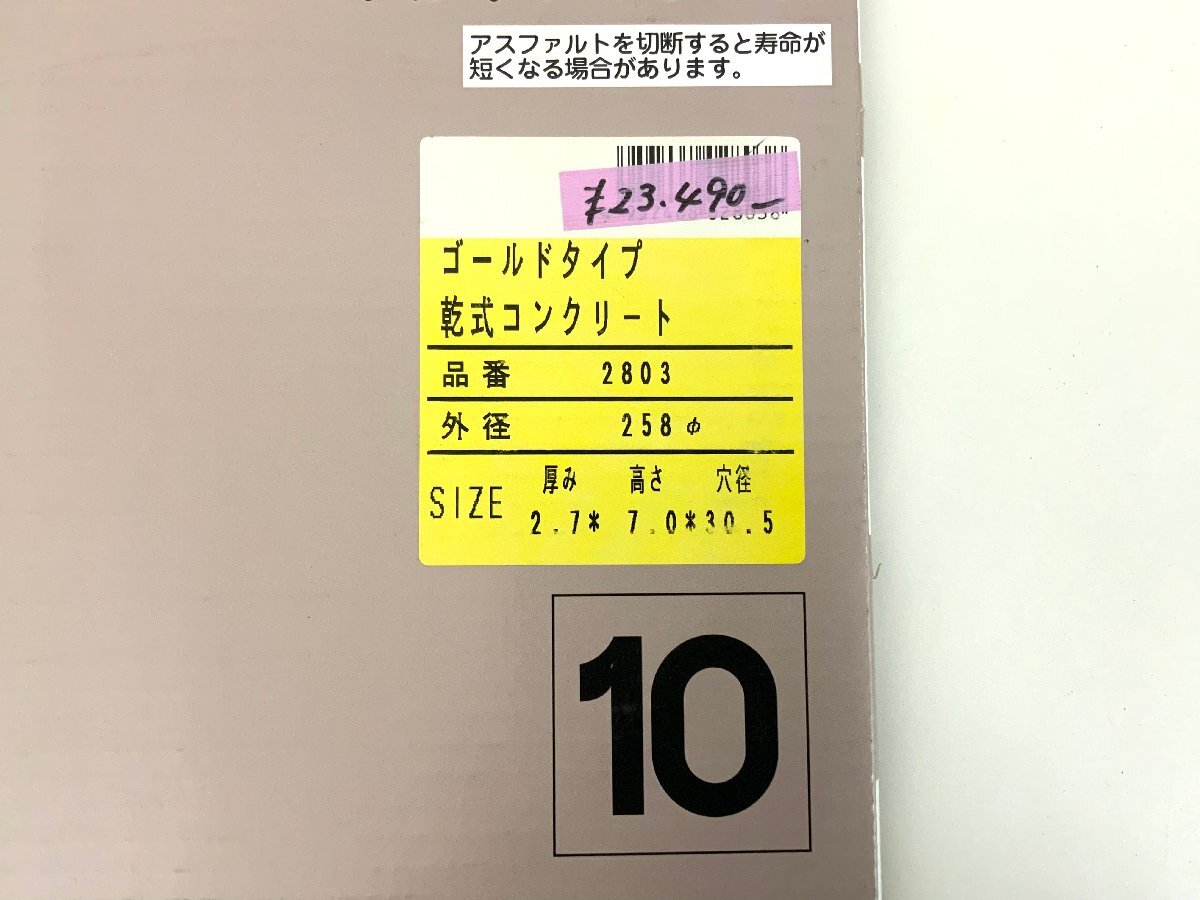 アスファルトを切断すると寿命が
短くなる場合があります。
¥23.490-
ゴールドタイプ
乾式コンクリート
品番 2803
外径 258φ
厚み 高さ 穴径
SIZE 2.7* 7.0*30.5
10